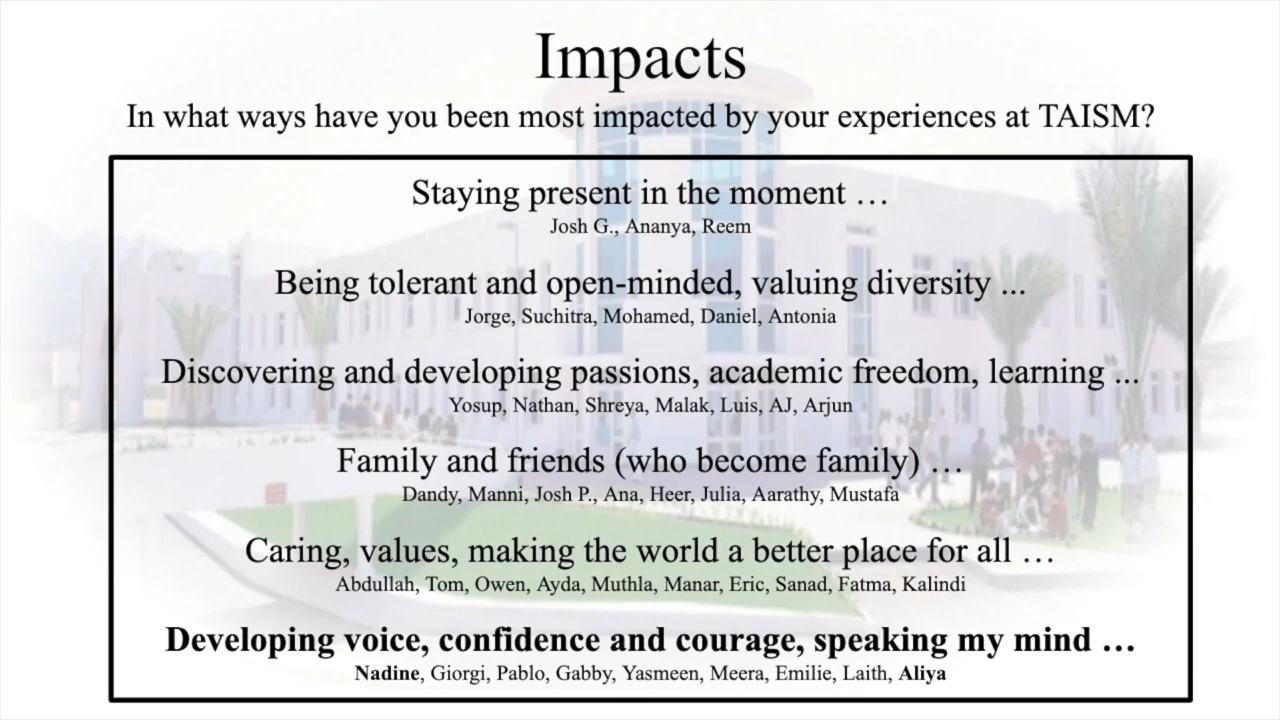 Impacts
In what ways have you been most impacted by your experiences at TAISM?
Staying present in the moment …
Josh G., Ananya, Reem
Being tolerant and open-minded, valuing diversity ...
Jorge, Suchitra, Mohamed, Daniel, Antonia
Discovering and developing passions, academic freedom, learning ...
Yosup, Nathan, Shreya, Malak, Luis, AJ, Arjun
Family and friends (who become family) …
Dandy, Manni, Josh P., Ana, Heer, Julia, Aarathy, Mustafa
Caring, values, making the world a better place for all …
Abdullah, Tom, Owen, Ayda, Muthla, Manar, Eric, Sanad, Fatma, Kalindi
Developing voice, confidence and courage, speaking my mind …
Nadine, Giorgi, Pablo, Gabby, Yasmeen, Meera, Emilie, Laith, Aliya